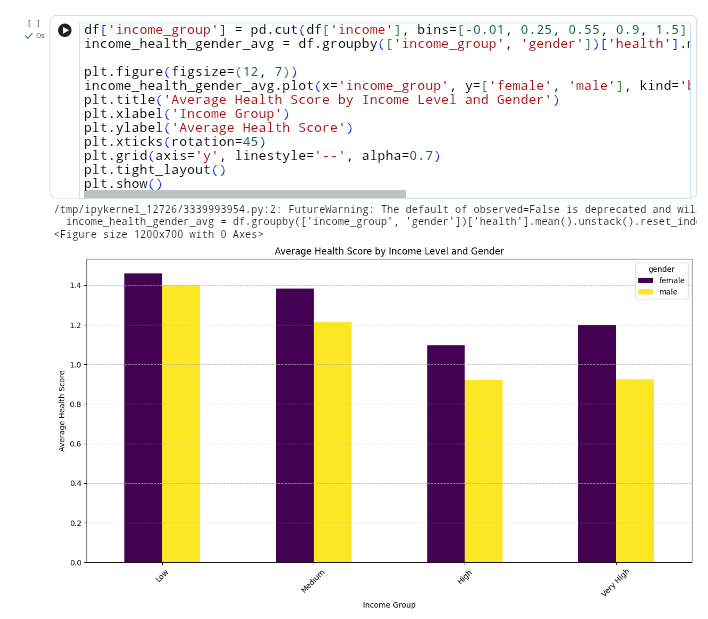 [ ]
0s
df['income_group'] = pd.cut(df['income'], bins=[-0.01, 0.25, 0.55, 0.9, 1.5]
income_health_gender_avg = df.groupby(['income_group', 'gender'])['health'].
plt.figure(figsize=(12, 7))
income_health_gender_avg.plot(x='income_group', y=['female', 'male'], kind='
plt.title('Average Health Score by Income Level and Gender')
plt.xlabel('Income Group')
plt.ylabel('Average Health Score')
plt.xticks(rotation=45)
plt.grid(axis='y', linestyle='--', alpha=0.7)
plt.tight_layout()
plt.show()
/tmp/ipykernel_12726/3339993954.py:2: FutureWarning: The default of observed=False is deprecated and wil
income_health_gender_avg = df.groupby(['income_group', 'gender'])['health'].mean().unstack().reset_ind
<Figure size 1200x700 with 0 Axes>
Average Health Score by Income Level and Gender
gender
female
male
1.4
1.2
1.0
0.8
0.6
0.4
0.2
0.0
Average Health Score
Low
Medium
High
Very High
Income Group